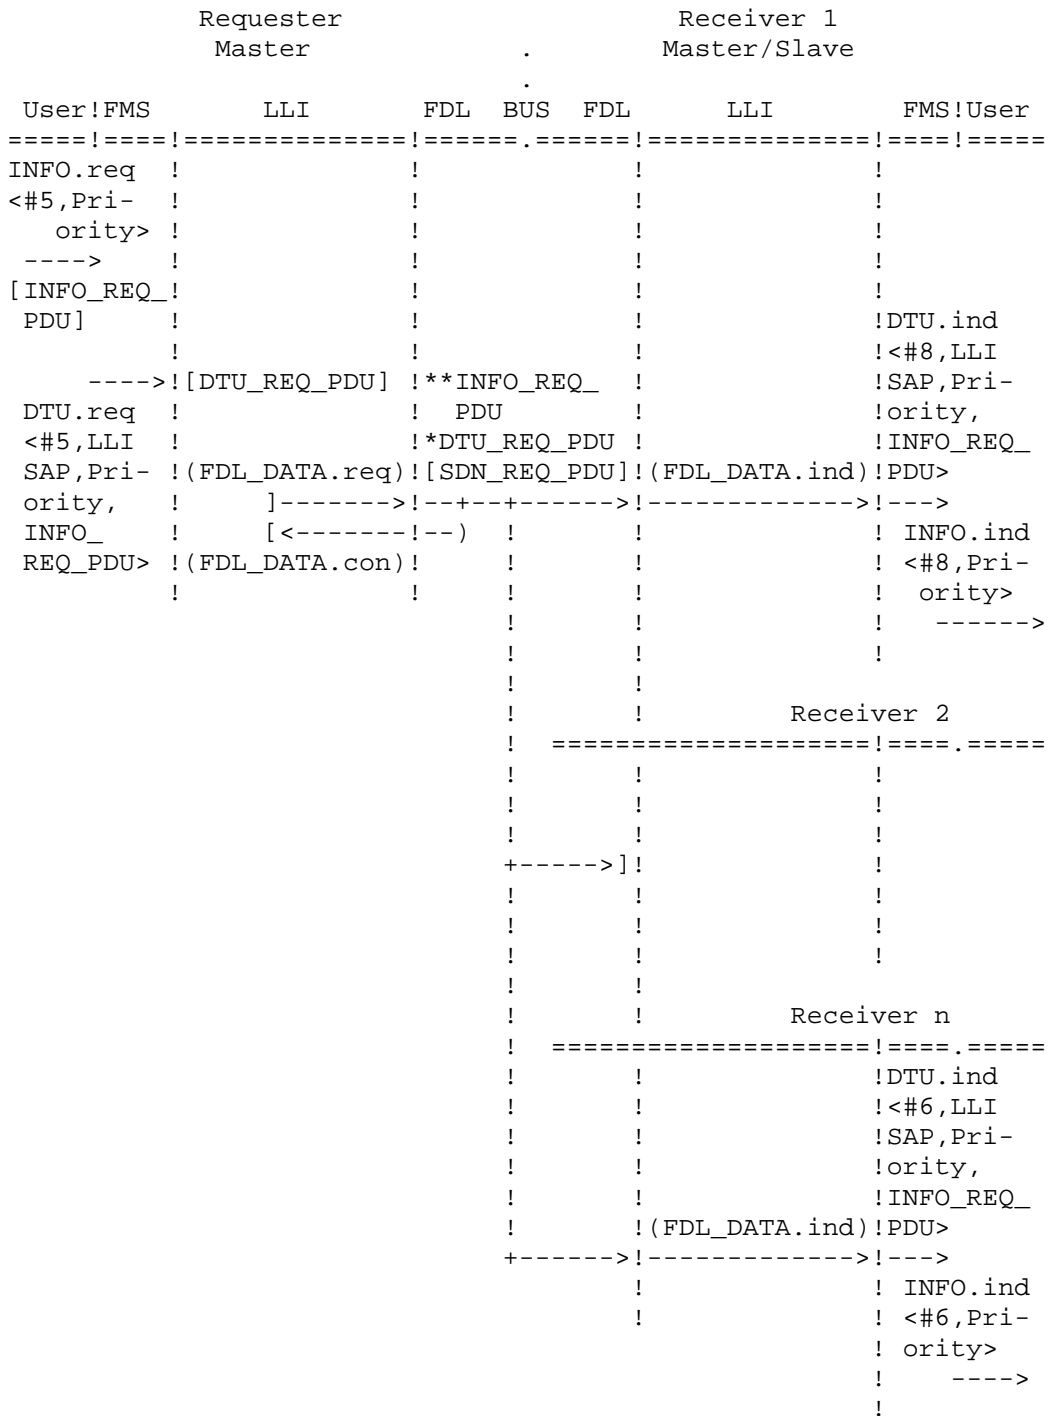 Requester                     Receiver 1
             Master             .        Master/Slave
                               .
 User!FMS       LLI       FDL  BUS  FDL      LLI         FMS!User
=====!====!==============!======.======!==============!====!=====
INFO.req  !              !             !              !
<#5,Pri-  !              !             !              !
   ority> !              !             !              !
 ---->    !              !             !              !
[INFO_REQ_!              !             !              !
 PDU]     !              !             !              !DTU.ind
          !              !             !              !<#8,LLI
     ---->![DTU_REQ_PDU] !**INFO_REQ_  !              !SAP,Pri-
 DTU.req  !              !  PDU        !              !ority,
 <#5,LLI  !              !*DTU_REQ_PDU !              !INFO_REQ_
 SAP,Pri- !(FDL_DATA.req)![SDN_REQ_PDU]!(FDL_DATA.ind)!PDU>
 ority,   !     ]------->!--+--+------>!------------->!--->
 INFO_    !     [<-------!--)  !       !              ! INFO.ind
 REQ_PDU> !(FDL_DATA.con)!     !       !              ! <#8,Pri-
          !              !     !       !              !  ority>
                               !       !              !   ------>
                               !       !              !
                               !       !
                               !       !         Receiver 2
                               !  ====================!====.=====
                               !       !              !
                               !       !              !
                               !       !              !
                               +----->]!              !
                               !       !              !
                               !       !              !
                               !       !              !
                               !       !
                               !       !         Receiver n
                               !  ====================!====.=====
                               !       !              !DTU.ind
                               !       !              !<#6,LLI
                               !       !              !SAP,Pri-
                               !       !              !ority,
                               !       !              !INFO_REQ_
                               !       !(FDL_DATA.ind)!PDU>
                               +------>!------------->!--->
                                       !              ! INFO.ind
                                       !              ! <#6,Pri-
                                                      ! ority>
                                                      !    ---->
                                                      !